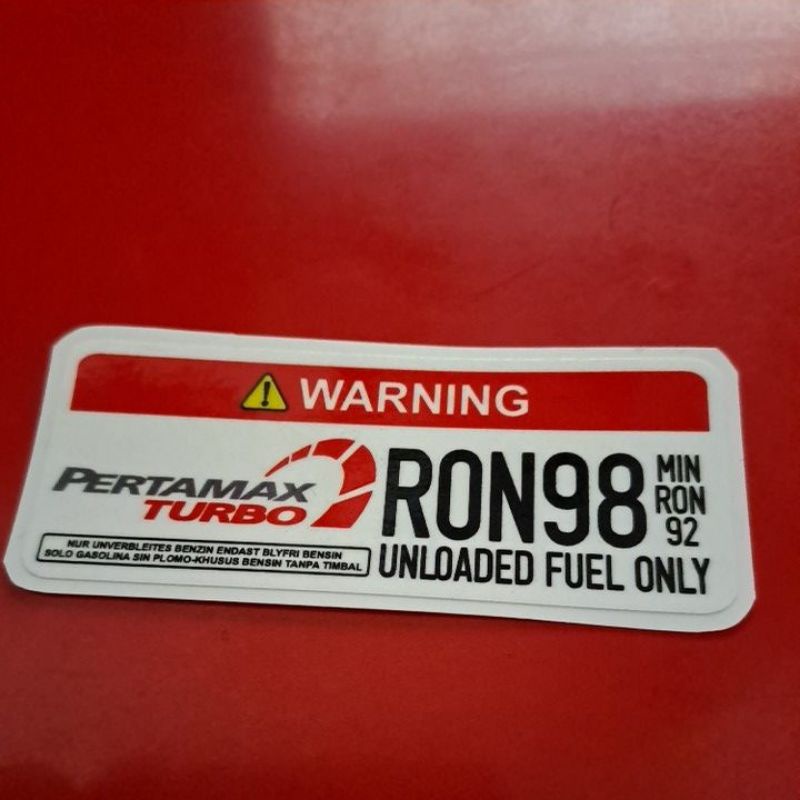 WARNING
PERTAMAX
TURBO
RON98
MIN
RON
92
NUR UNVERBLEITES BENZIN ENDAST BLYFRI BENSIN
SOLO GASOLINA SIN PLOMO-KHUSUS BENSIN TANPA TIMBAL
UNLOADED FUEL ONLY